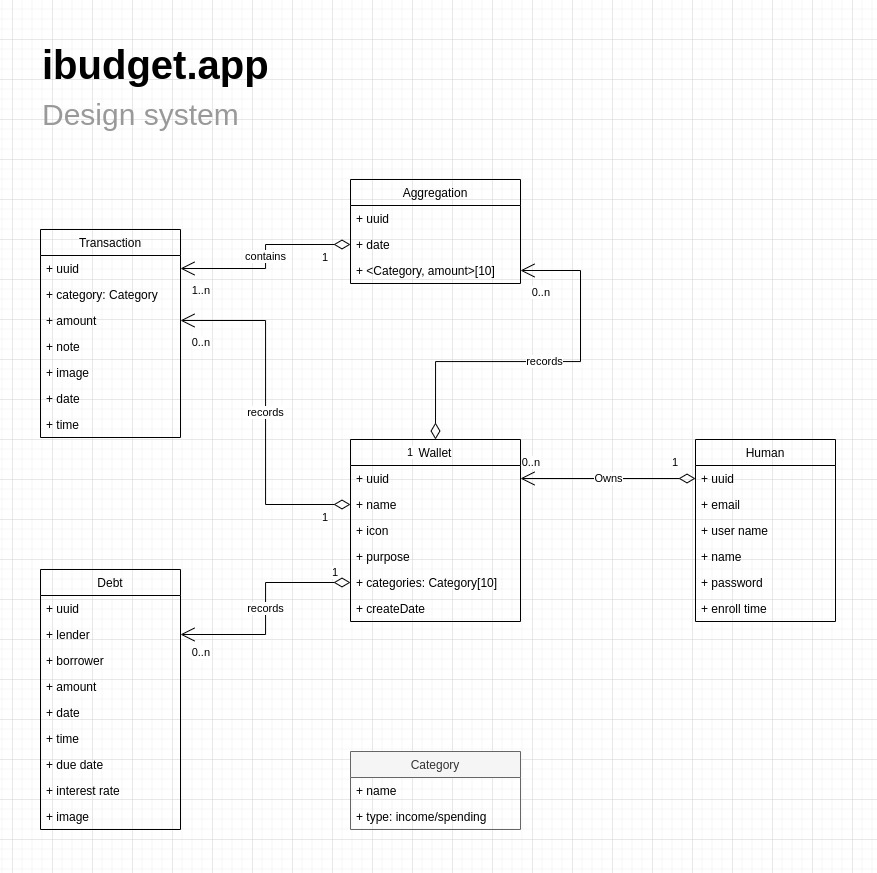 ibudget.app
Design system
Aggregation
+ uuid
+ date
+ <Category, amount>[10]
Transaction
+ uuid
+ category: Category
+ amount
+ note
+ image
+ date
+ time
contains
1
1..n
0..n
0..n
records
records
1
1 Wallet
+ uuid
+ name
+ icon
+ purpose
+ categories: Category[10]
+ createDate
0..n
Owns
1
Human
+ uuid
+ email
+ user name
+ name
+ password
+ enroll time
1
records
0..n
Debt
+ uuid
+ lender
+ borrower
+ amount
+ date
+ time
+ due date
+ interest rate
+ image
Category
+ name
+ type: income/spending